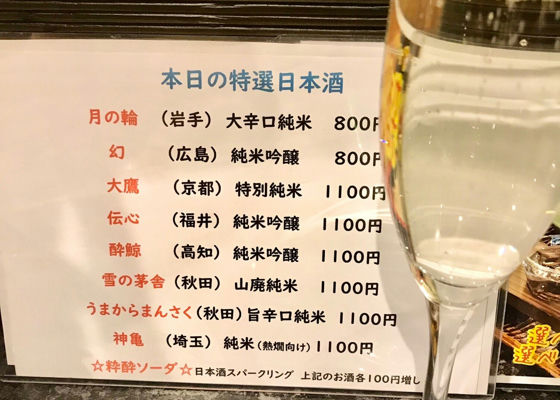 本日の特選日本酒
月の輪 （岩手） 大辛口純米 800円
幻 （広島） 純米吟醸 800円
大鷹 （京都） 特別純米 1100円
伝心 （福井） 純米吟醸 1100円
酔鯨 （高知） 純米吟醸 1100円
雪の茅舎 （秋田） 山廃純米 1100円
うまからまんさく （秋田） 旨辛口純米 1100円
神亀 （埼玉） 純米（熱燗向け） 1100円
☆粋酔ソーダ☆ 日本酒スパークリング 上記のお酒各100円増し